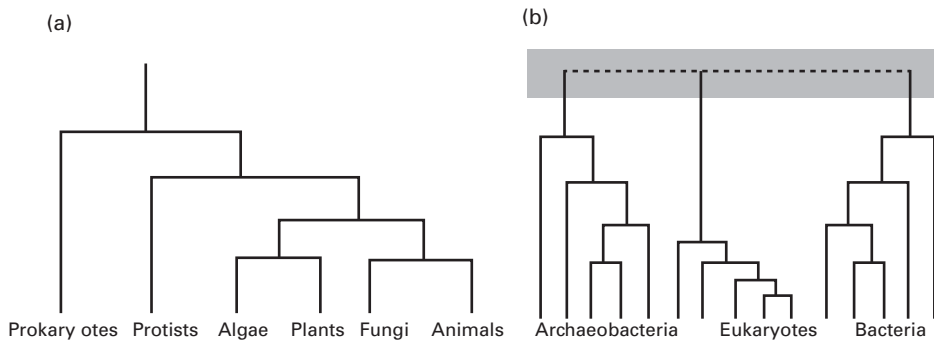 (a)
(b)
Prokary otes Protists Algae Plants Fungi Animals
Archaeobacteria Eukaryotes Bacteria